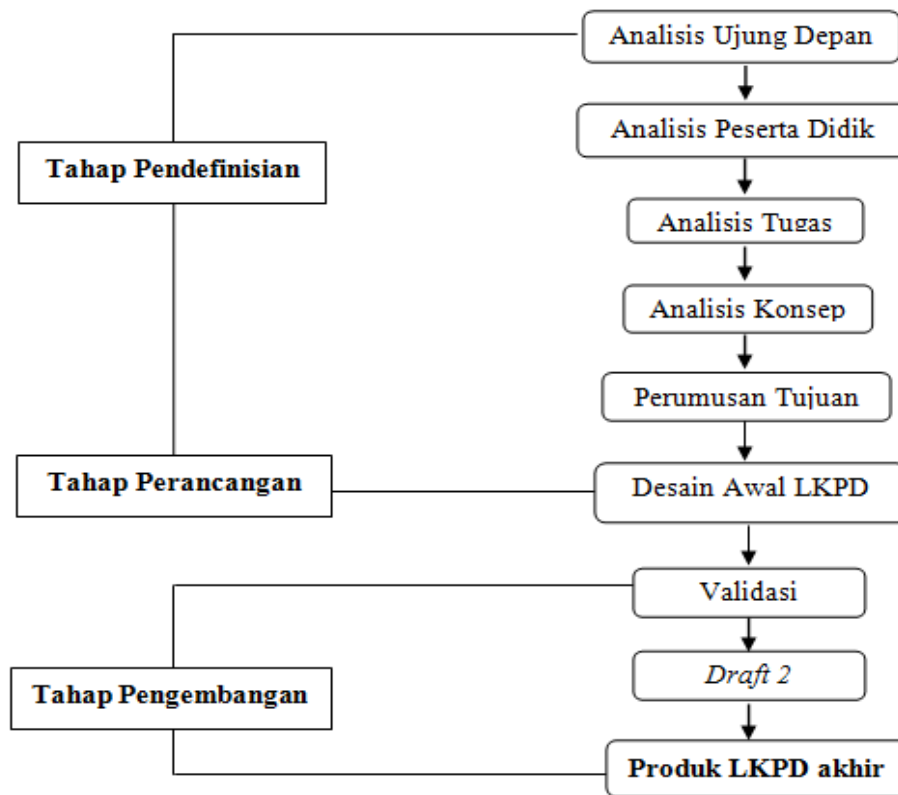 Analisis Ujung Depan
Analisis Peserta Didik
Tahap Pendefinisian
Analisis Tugas
Analisis Konsep
Perumusan Tujuan
Tahap Perancangan
Desain Awal LKPD
Validasi
Draft 2
Tahap Pengembangan
Produk LKPD akhir